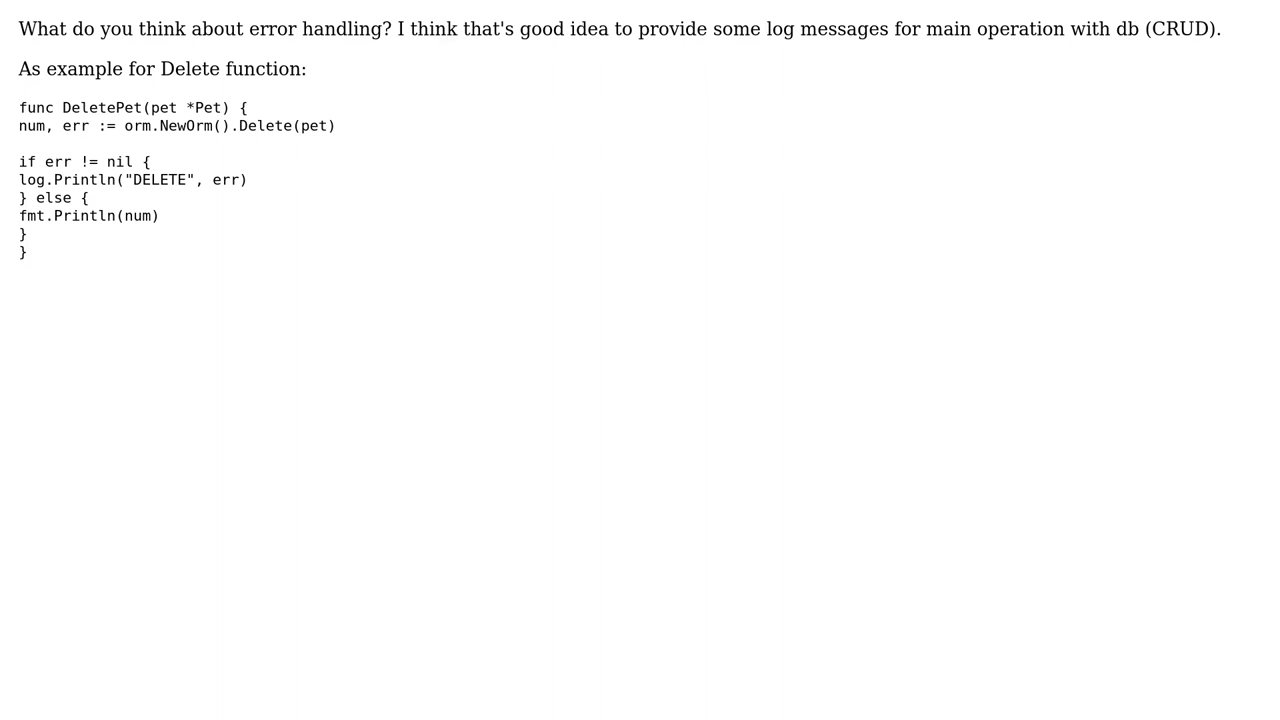 What do you think about error handling? I think that's good idea to provide some log messages for main operation with db (CRUD).
As example for Delete function:
func DeletePet(pet *Pet) {
num, err := orm.NewOrm().Delete(pet)
if err != nil {
log.Println("DELETE", err)
} else {
fmt.Println(num)
}
}